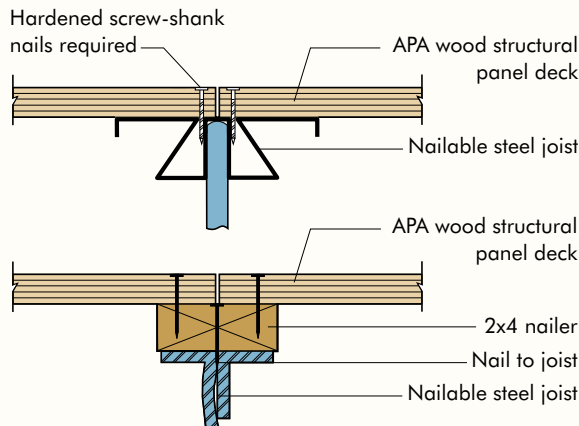 Hardened screw-shank
nails required
APA wood structural
panel deck
Nailable steel joist
APA wood structural
panel deck
2x4 nailer
Nail to joist
Nailable steel joist